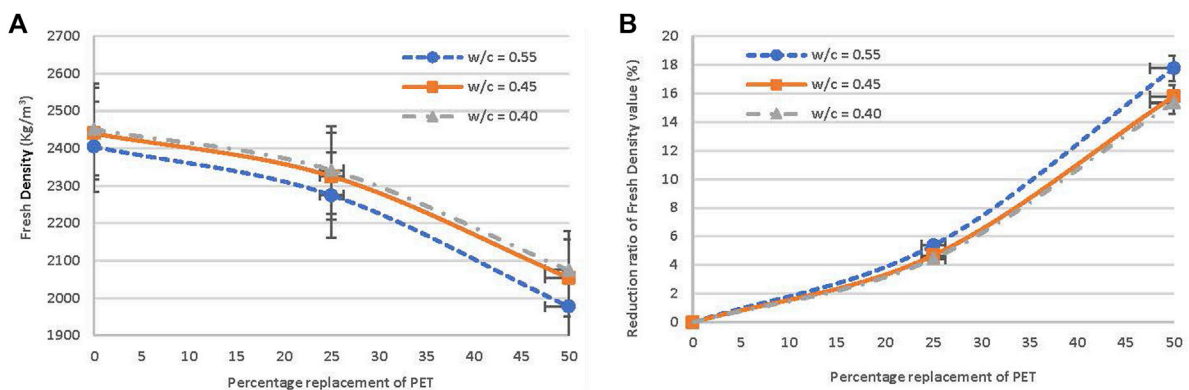 A
Fresh Density (Kg/m³)
2700
2600
2500
2400
2300
2200
2100
2000
1900
w/c = 0.55
w/c = 0.45
w/c = 0.40
0 5 10 15 20 25 30 35 40 45 50
Percentage replacement of PET
B
Reduction ratio of Fresh Density value (%)
20
18
16
14
12
10
8
6
4
2
0
w/c = 0.55
w/c = 0.45
w/c = 0.40
0 5 10 15 20 25 30 35 40 45 50
Percentage replacement of PET